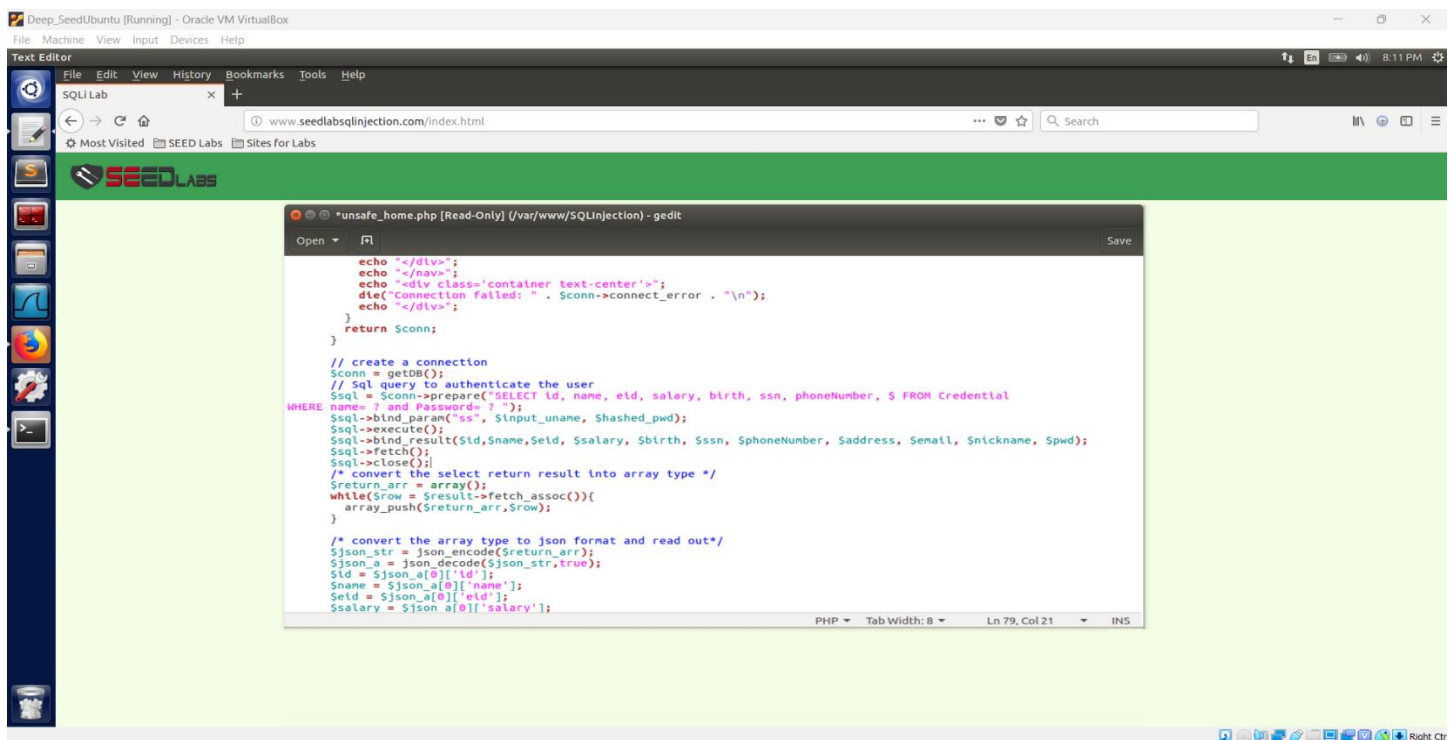 Deep_SeedUbuntu [Running] - Oracle VM VirtualBox
File Machine View Input Devices Help
Text Editor
En
8:11 PM
File Edit View History Bookmarks Tools Help
SQLi Lab
www.seedlabsqlinjection.com/index.html
Search
Most Visited SEED Labs Sites for Labs
SEEDLABS
*unsafe_home.php [Read-Only] (/var/www/SQLInjection) - gedit
Open
Save
echo "</div>";
echo "</nav>";
echo "<div class='container text-center'>";
die("Connection failed: " . $conn->connect_error . "\n");
echo "</div>";
}
return $conn;
}
// create a connection
$conn = getDB();
// Sql query to authenticate the user
$sql = $conn->prepare("SELECT id, name, eid, salary, birth, ssn, phoneNumber, $ FROM Credential
WHERE name= ? and Password= ? ");
$sql->bind_param("ss", $input_uname, $hashed_pwd);
$sql->execute();
$sql->bind_result($id,$name,$eid, $salary, $birth, $ssn, $phoneNumber, $address, $email, $nickname, $pwd);
$sql->fetch();
$sql->close();
/* convert the select return result into array type */
$return_arr = array();
while($row = $result->fetch_assoc()){
array_push($return_arr,$row);
}
/* convert the array type to json format and read out*/
$json_str = json_encode($return_arr);
$json_a = json_decode($json_str,true);
$id = $json_a[0]['id'];
$name = $json_a[0]['name'];
$eid = $json_a[0]['eid'];
$salary = $json_a[0]['salary'];
PHP Tab Width: 8 Ln 79, Col 21 INS
Right Ctrl